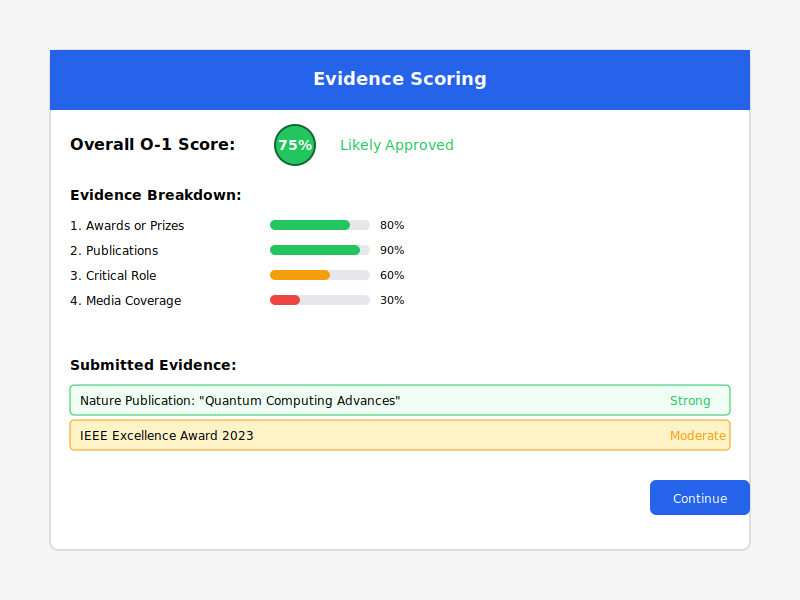 Evidence Scoring
Overall O-1 Score: 75% Likely Approved
Evidence Breakdown:
1. Awards or Prizes 80%
2. Publications 90%
3. Critical Role 60%
4. Media Coverage 30%
Submitted Evidence:
Nature Publication: "Quantum Computing Advances" Strong
IEEE Excellence Award 2023 Moderate
Continue